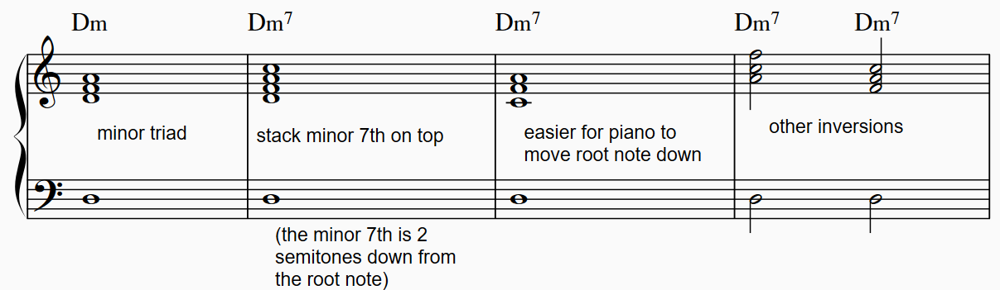 Dm Dm7 Dm7 Dm7 Dm7
minor triad
stack minor 7th on top
easier for piano to
move root note down
other inversions
(the minor 7th is 2
semitones down from
the root note)